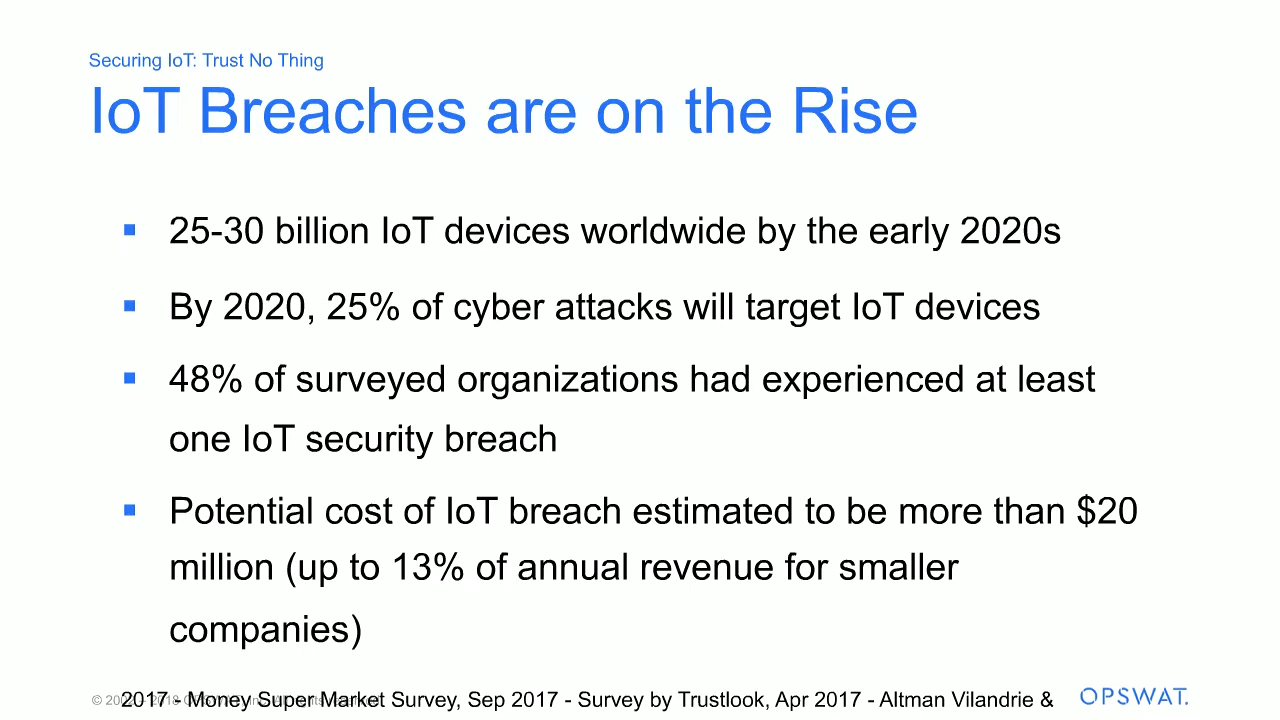 Securing IoT: Trust No Thing
IoT Breaches are on the Rise
▪ 25-30 billion IoT devices worldwide by the early 2020s
▪ By 2020, 25% of cyber attacks will target IoT devices
▪ 48% of surveyed organizations had experienced at least
one IoT security breach
▪ Potential cost of IoT breach estimated to be more than $20
million (up to 13% of annual revenue for smaller
companies)
2017 - Money Super Market Survey, Sep 2017 - Survey by Trustlook, Apr 2017 - Altman Vilandrie &
OPSWAT.